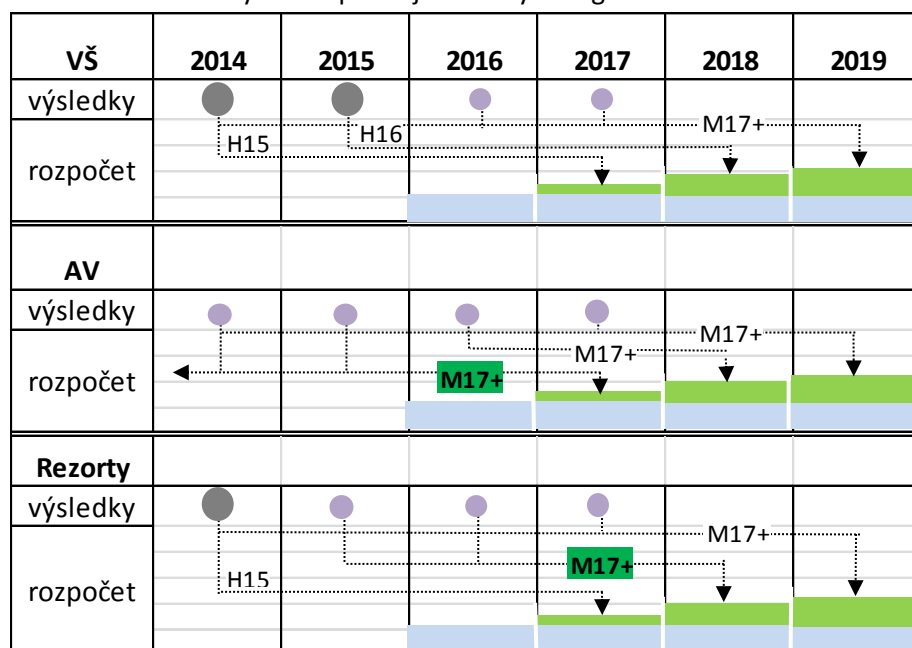 VŠ 2014 2015 2016 2017 2018 2019
výsledky
M17+
H15 H16
rozpočet
AV
výsledky
M17+
M17+
M17+
rozpočet
Rezorty
výsledky
M17+
M17+
H15
rozpočet